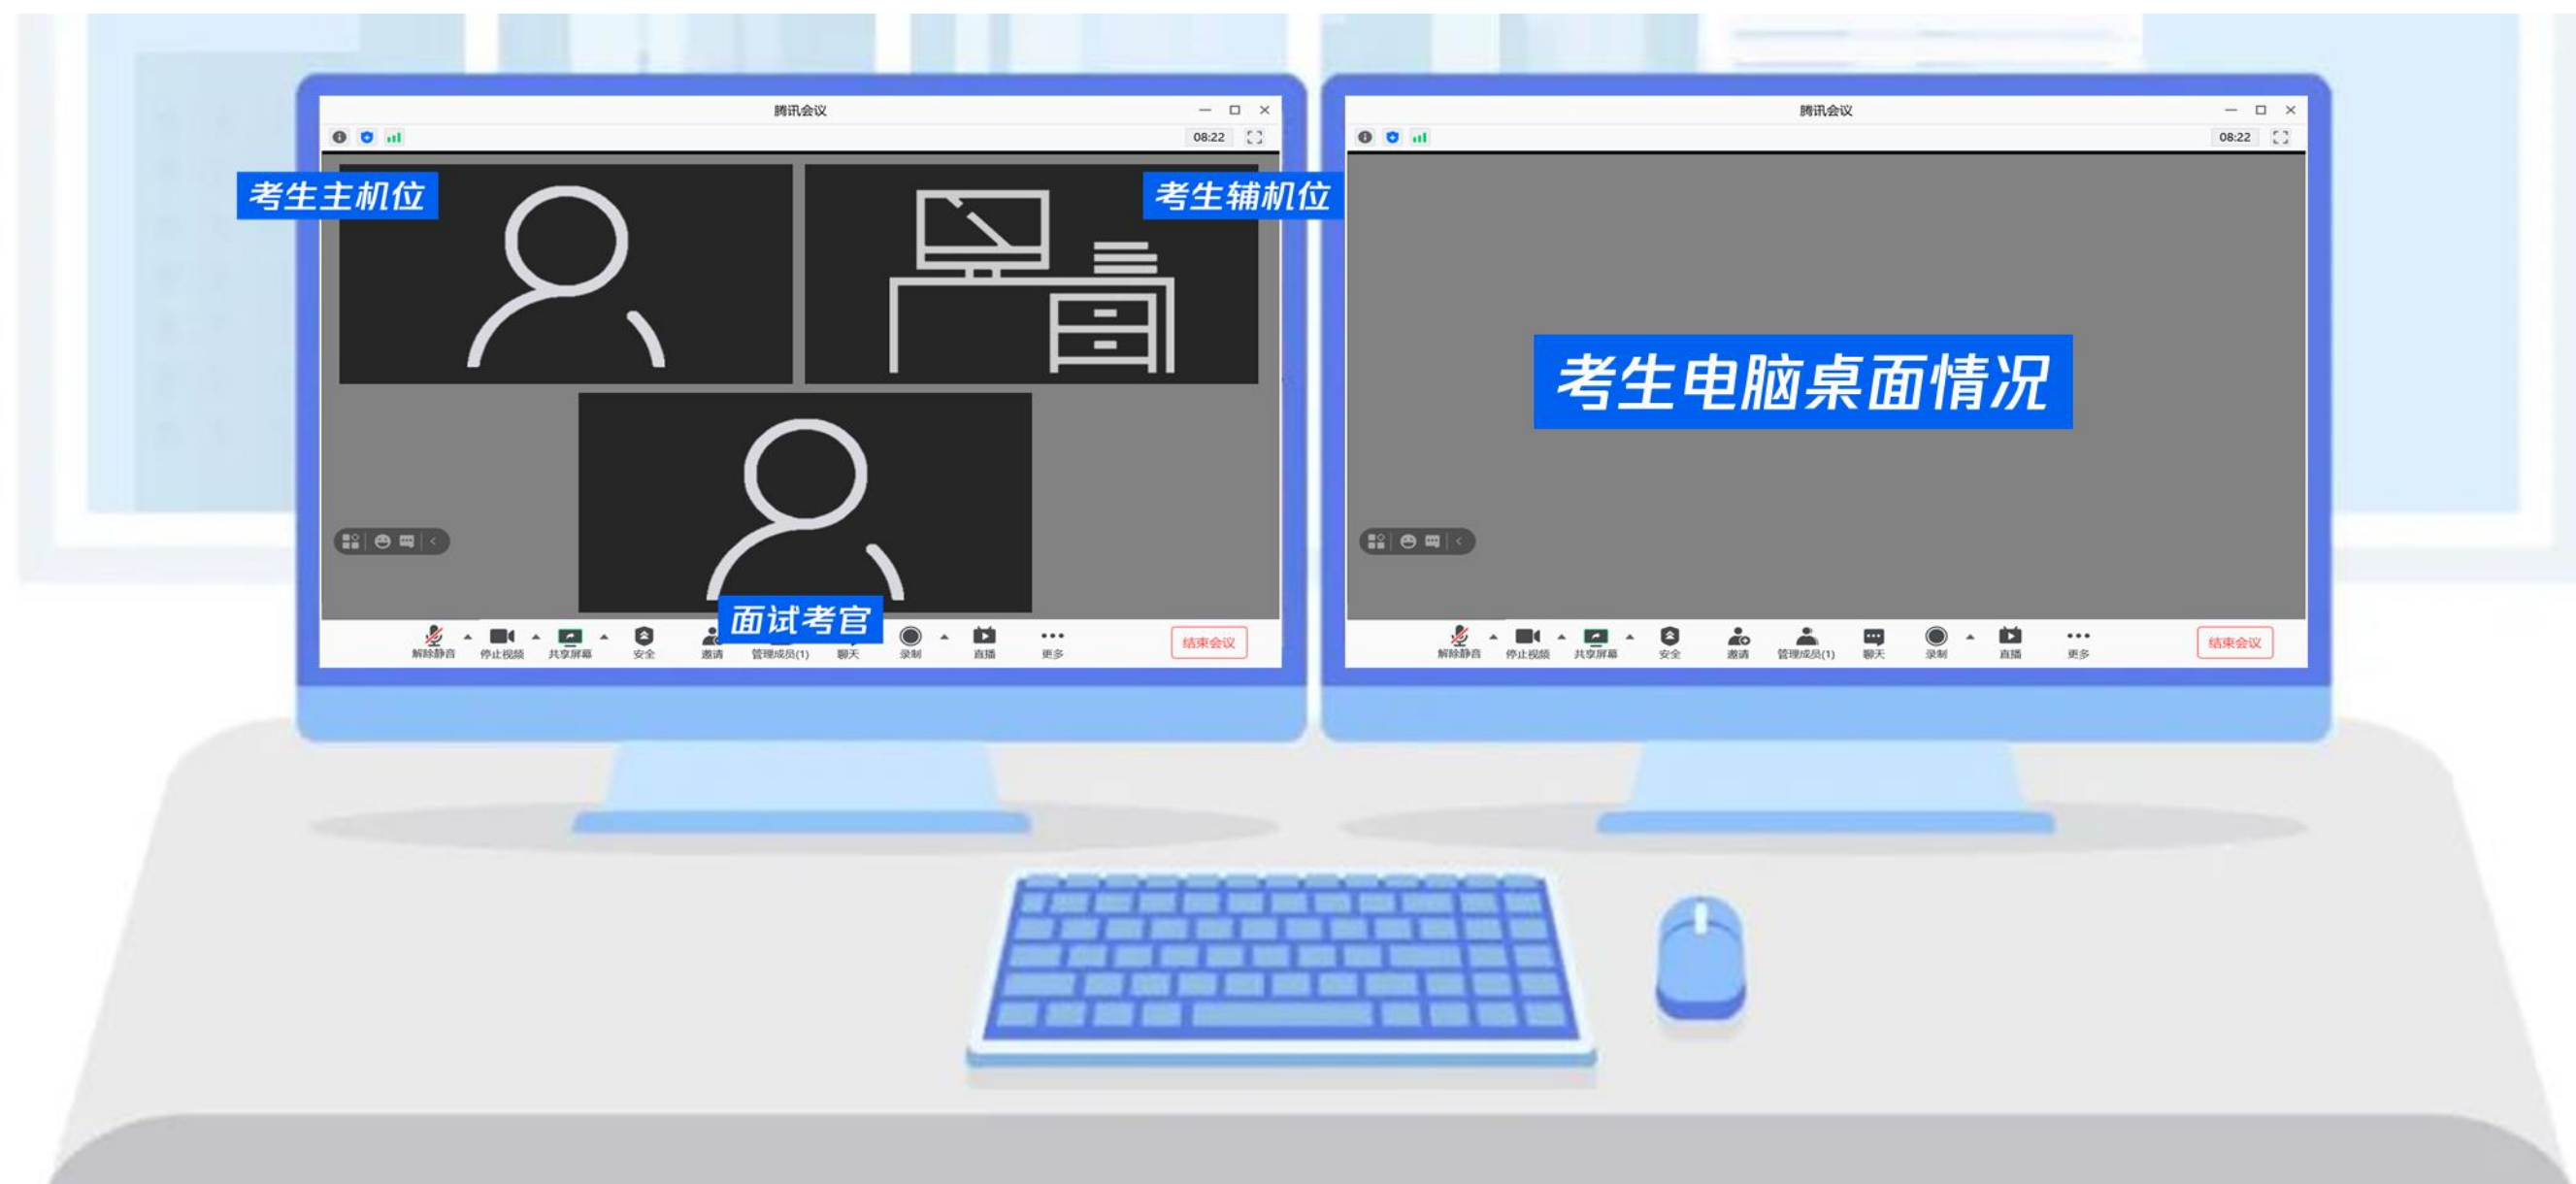 腾讯会议
08:22
考生主机位
考生辅机位
面试考官
解除静音 停止视频 共享屏幕 安全 邀请 管理成员(1) 聊天 录制 直播 更多 结束会议
腾讯会议
08:22
考生电脑桌面情况
解除静音 停止视频 共享屏幕 安全 邀请 管理成员(1) 聊天 录制 直播 更多 结束会议